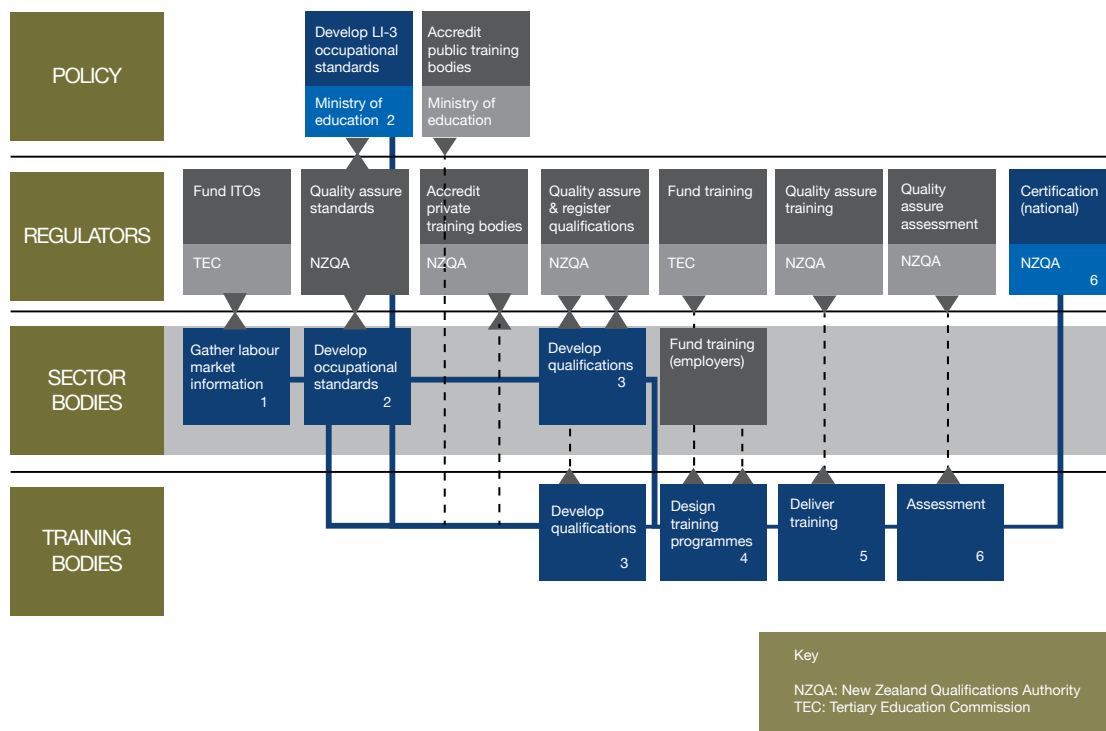 POLICY
Develop LI-3
occupational
standards
Ministry of
education 2
Accredit
public training
bodies
Ministry of
education
REGULATORS
Fund ITOs
TEC
Quality assure
standards
NZQA
Accredit
private
training bodies
NZQA
Quality assure
& register
qualifications
NZQA
Fund training
TEC
Quality assure
training
NZQA
Quality
assure
assessment
NZQA
Certification
(national)
NZQA
6
SECTOR
BODIES
Gather labour
market
information
1
Develop
occupational
standards
2
Develop
qualifications
3
Fund training
(employers)
TRAINING
BODIES
Develop
qualifications
3
Design
training
programmes
4
Deliver
training
5
Assessment
6
Key
NZQA: New Zealand Qualifications Authority
TEC: Tertiary Education Commission